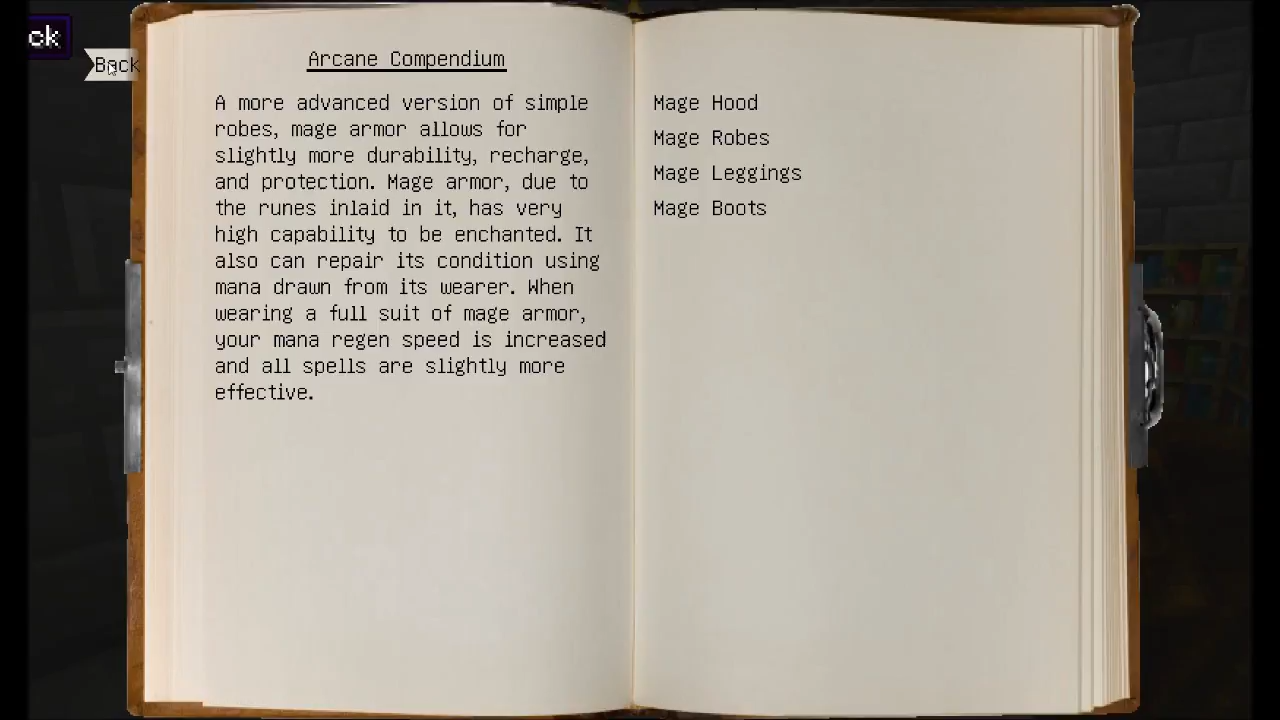 ck
Back
Arcane Compendium
A more advanced version of simple
robes, mage armor allows for
slightly more durability, recharge,
and protection. Mage armor, due to
the runes inlaid in it, has very
high capability to be enchanted. It
also can repair its condition using
mana drawn from its wearer. When
wearing a full suit of mage armor,
your mana regen speed is increased
and all spells are slightly more
effective.
Mage Hood
Mage Robes
Mage Leggings
Mage Boots